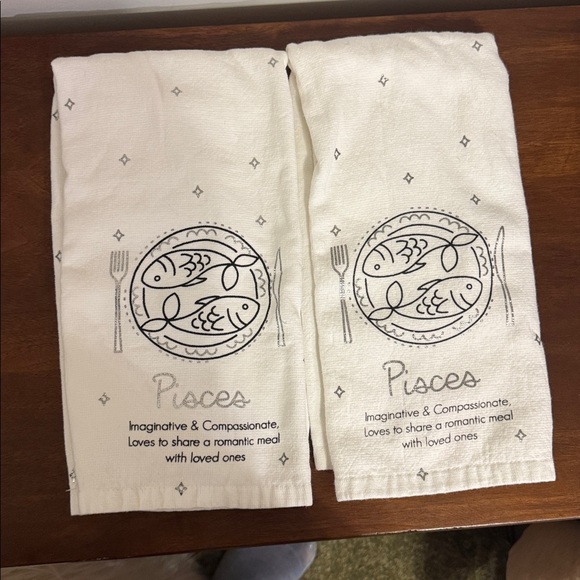 Pisces
Imaginative & Compassionate,
Loves to share a romantic meal
with loved ones
Pisces
Imaginative & Compassionate,
Loves to share a romantic meal
with loved ones